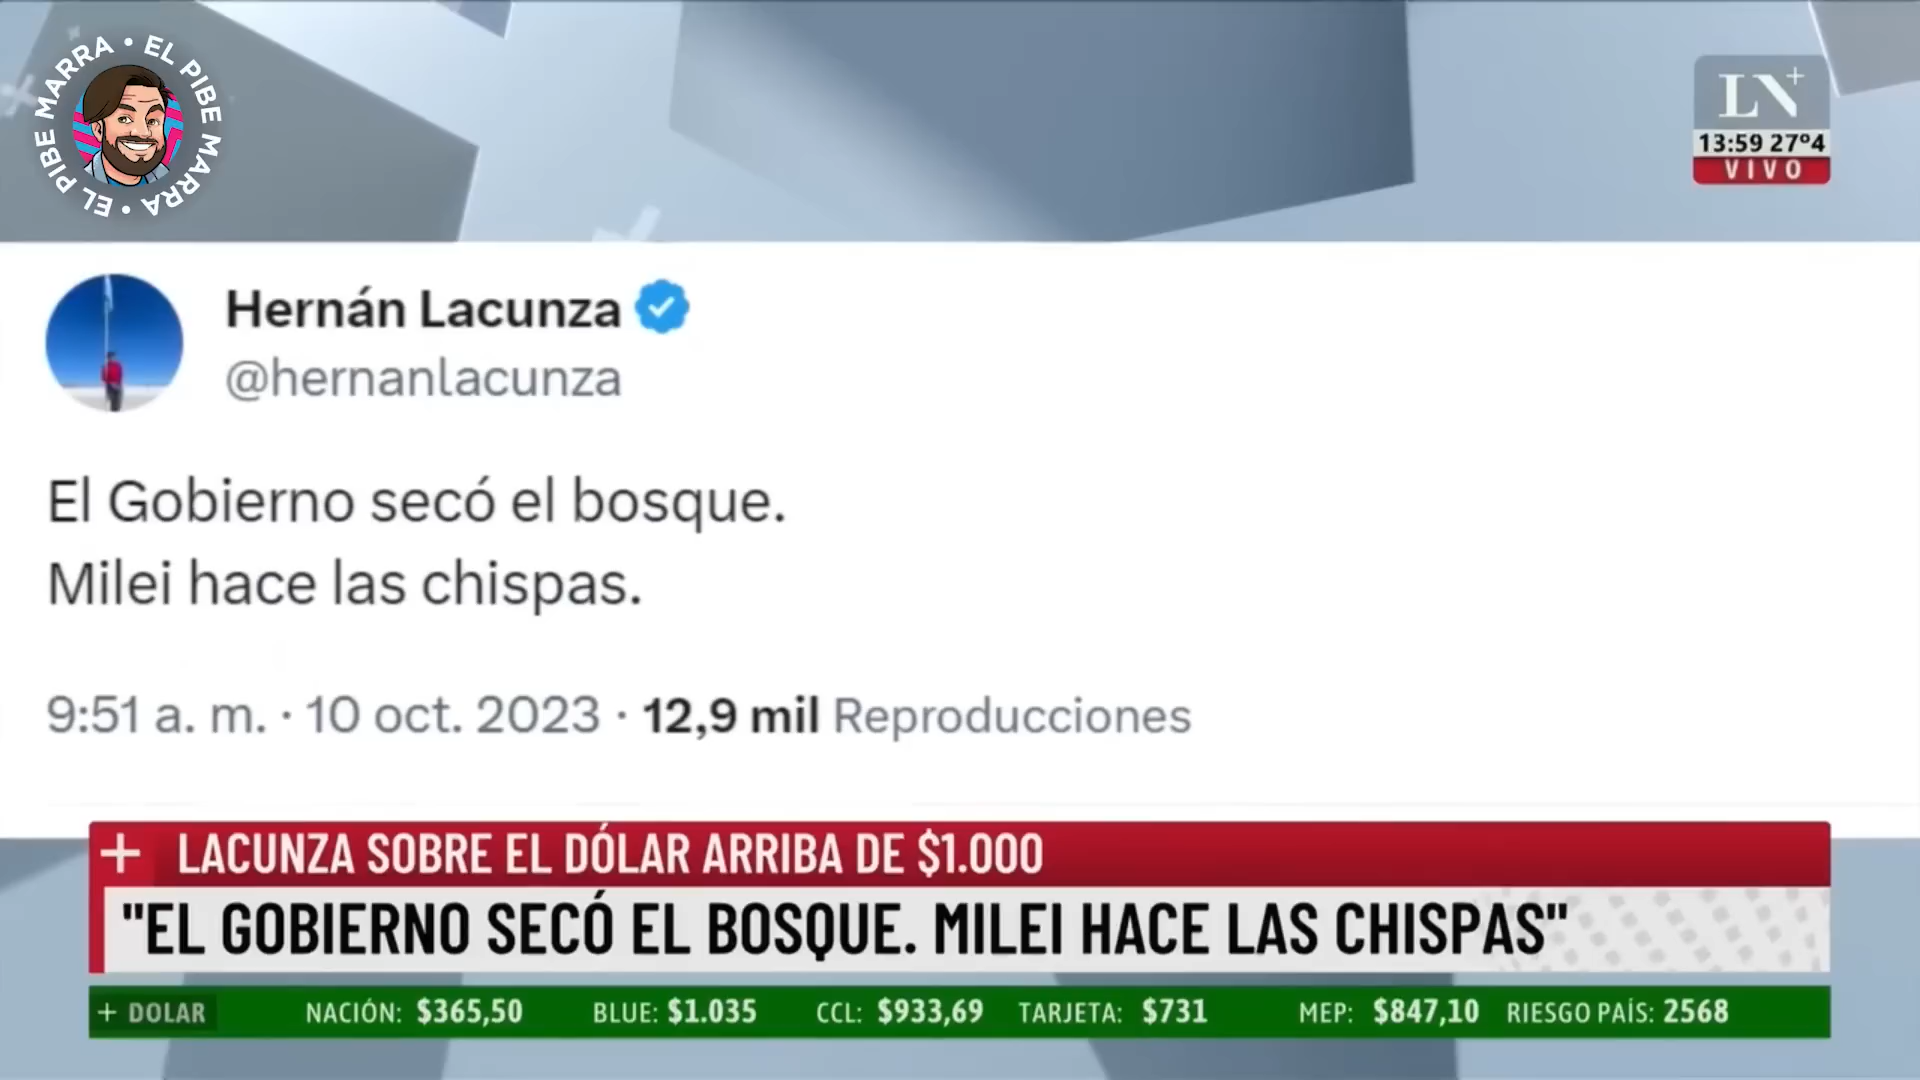 EL PIBE MARRA • EL PIBE MARRA •
LN+
13:59 27º4
VIVO
Hernán Lacunza
@hernanlacunza
El Gobierno secó el bosque.
Milei hace las chispas.
9:51 a. m. · 10 oct. 2023 · 12,9 mil Reproducciones
+ LACUNZA SOBRE EL DÓLAR ARRIBA DE $1.000
"EL GOBIERNO SECÓ EL BOSQUE. MILEI HACE LAS CHISPAS"
+ DOLAR NACIÓN: $365,50 BLUE: $1.035 CCL: $933,69 TARJETA: $731 MEP: $847,10 RIESGO PAÍS: 2568